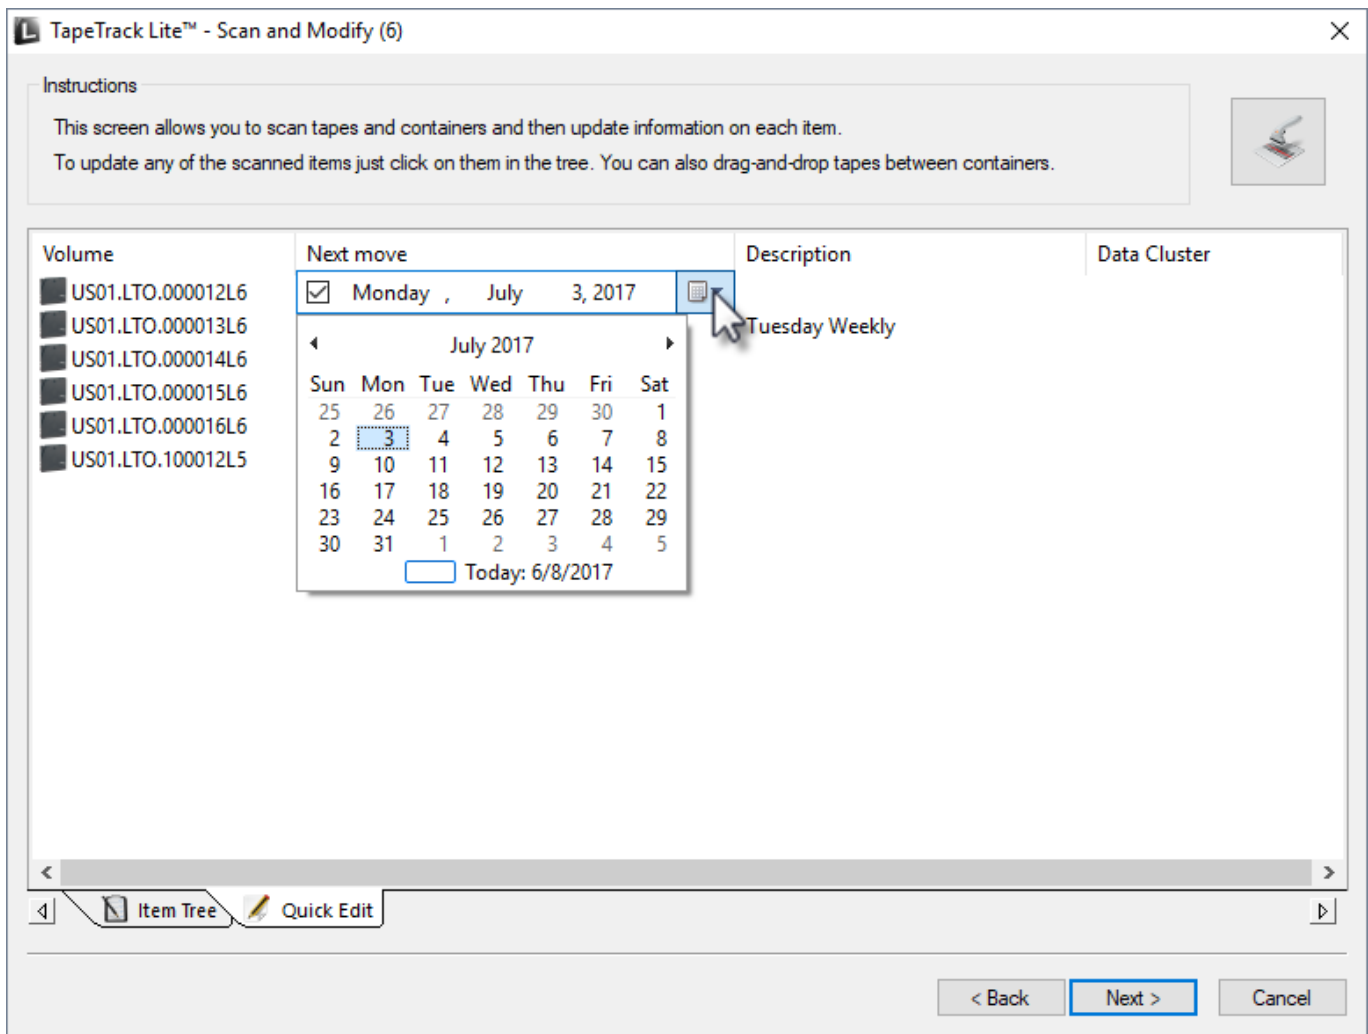 TapeTrack Lite™ - Scan and Modify (6)
Instructions
This screen allows you to scan tapes and containers and then update information on each item.
To update any of the scanned items just click on them in the tree. You can also drag-and-drop tapes between containers.
Volume Next move Description Data Cluster
US01.LTO.000012L6 Monday , July 3, 2017
US01.LTO.000013L6 Tuesday Weekly
US01.LTO.000014L6
US01.LTO.000015L6
US01.LTO.000016L6
US01.LTO.100012L5
July 2017
Sun Mon Tue Wed Thu Fri Sat
25 26 27 28 29 30 1
2 3 4 5 6 7 8
9 10 11 12 13 14 15
16 17 18 19 20 21 22
23 24 25 26 27 28 29
30 31 1 2 3 4 5
Today: 6/8/2017
Item Tree Quick Edit
< Back Next > Cancel